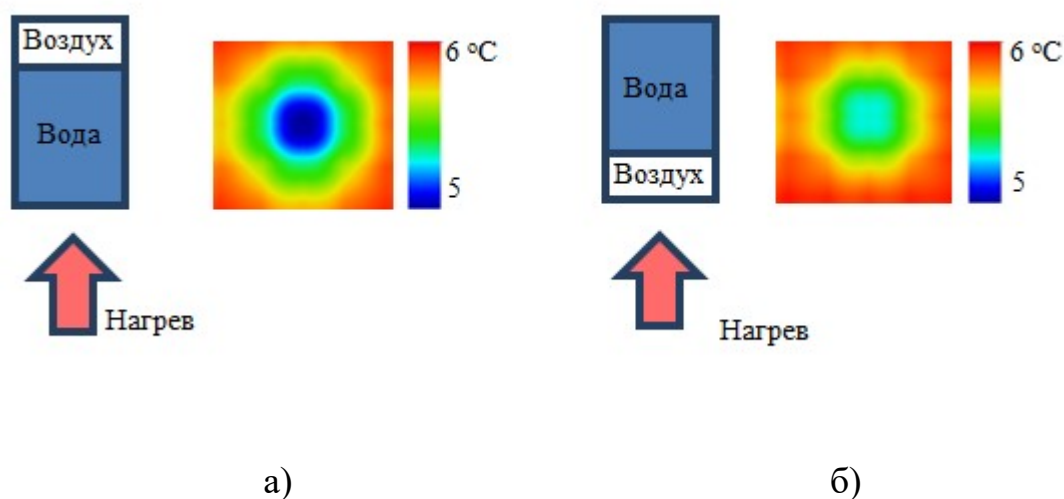 Воздух
Вода
6 °C
5
Нагрев
а)
Вода
Воздух
6 °C
5
Нагрев
б)